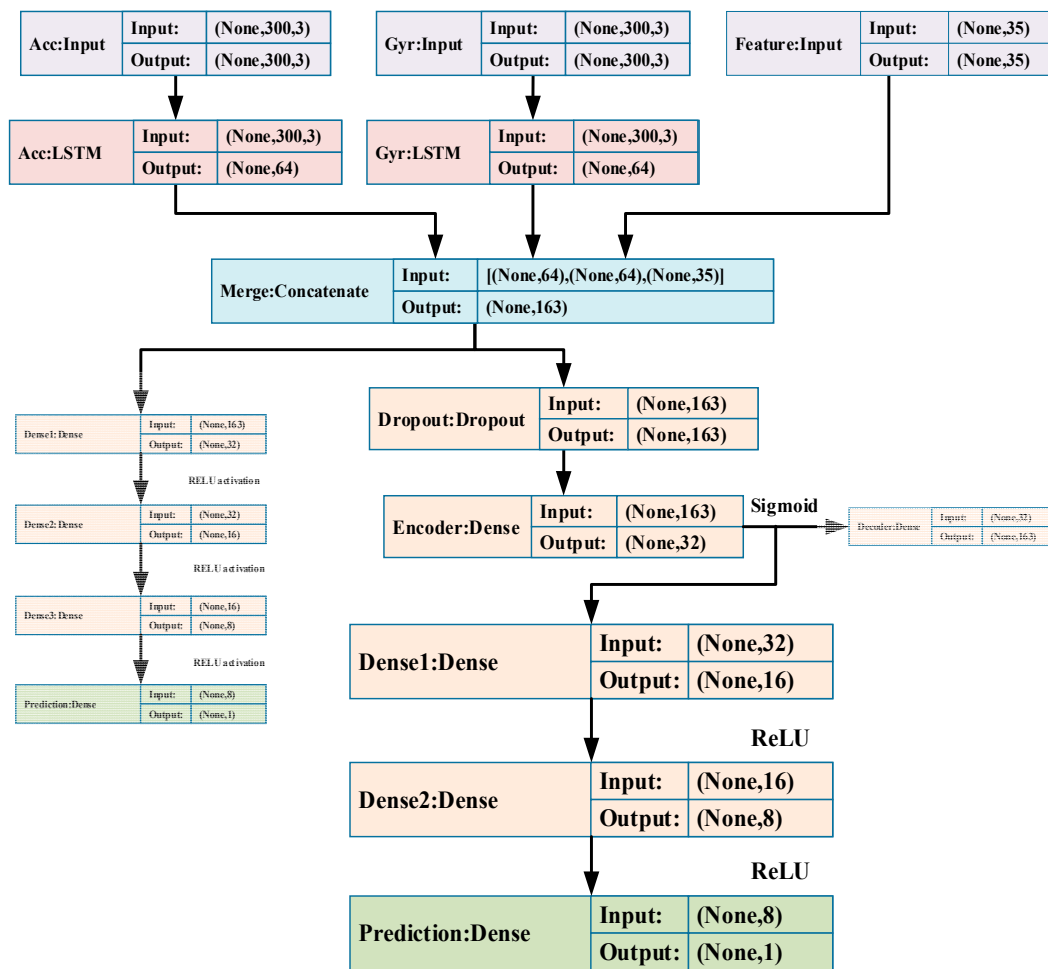 Acc:Input
Input: (None,300,3)
Output: (None,300,3)
Gyr:Input
Input: (None,300,3)
Output: (None,300,3)
Feature:Input
Input: (None,35)
Output: (None,35)
Acc:LSTM
Input: (None,300,3)
Output: (None,64)
Gyr:LSTM
Input: (None,300,3)
Output: (None,64)
Merge:Concatenate
Input: [(None,64),(None,64),(None,35)]
Output: (None,163)
Dense1:Dense
Input: (None,163)
Output: (None,32)
RELU activation
Dense2:Dense
Input: (None,32)
Output: (None,16)
RELU activation
Dense3:Dense
Input: (None,16)
Output: (None,8)
RELU activation
Prediction:Dense
Input: (None,8)
Output: (None,1)
Dropout:Dropout
Input: (None,163)
Output: (None,163)
Encoder:Dense
Input: (None,163)
Output: (None,32)
Sigmoid
Decoder:Dense
Input: (None,32)
Output: (None,163)
Dense1:Dense
Input: (None,32)
Output: (None,16)
ReLU
Dense2:Dense
Input: (None,16)
Output: (None,8)
ReLU
Prediction:Dense
Input: (None,8)
Output: (None,1)